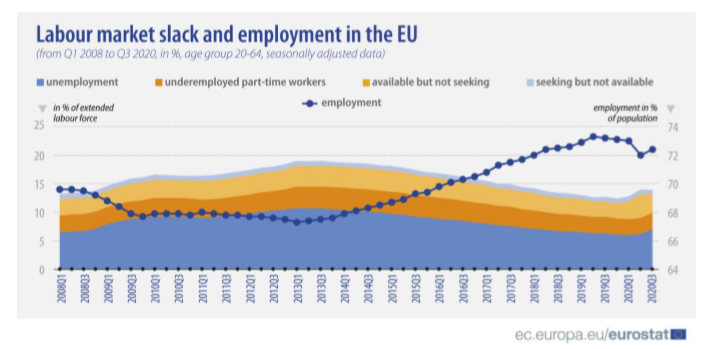 Labour market slack and employment in the EU
(from Q1 2008 to Q3 2020, in %, age group 20-64, seasonally adjusted data)
unemployment underemployed part-time workers available but not seeking seeking but not available
employment
in % of extended
labour force
employment in %
of population
25 74
20 72
15 70
10 68
5 66
0 64
2008Q1 2008Q3 2009Q1 2009Q3 2010Q1 2010Q3 2011Q1 2011Q3 2012Q1 2012Q3 2013Q1 2013Q3 2014Q1 2014Q3 2015Q1 2015Q3 2016Q1 2016Q3 2017Q1 2017Q3 2018Q1 2018Q3 2019Q1 2019Q3 2020Q1 2020Q3
ec.europa.eu/eurostat